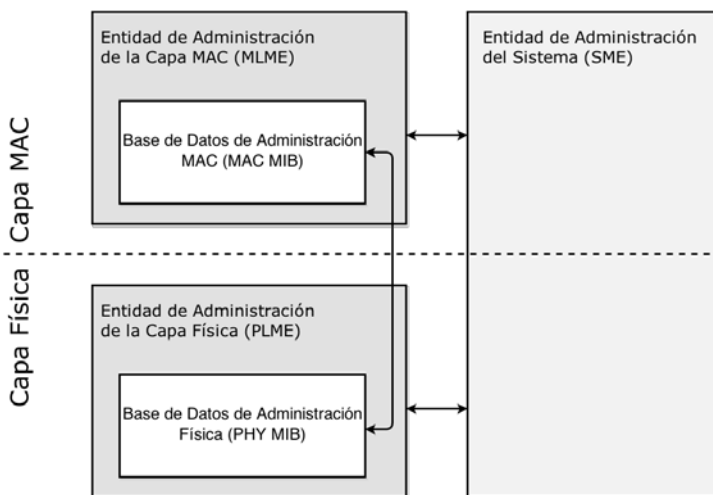 Capa MAC
Entidad de Administración
de la Capa MAC (MLME)
Base de Datos de Administración
MAC (MAC MIB)
Entidad de Administración
del Sistema (SME)
Capa Física
Entidad de Administración
de la Capa Física (PLME)
Base de Datos de Administración
Física (PHY MIB)